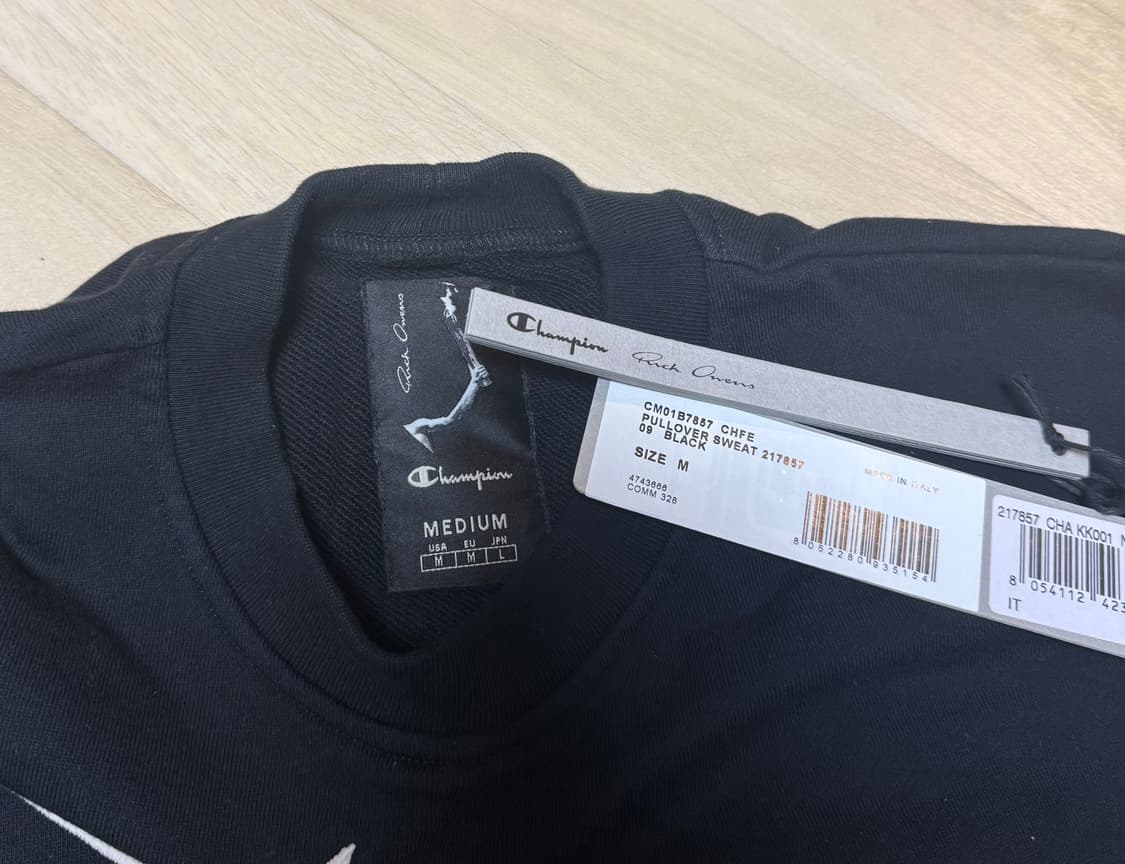 Rick Owens
Champion
MEDIUM
USA EU JPN
M M L
Champion Rick Owens
CM01B7857 CHFE
PULLOVER SWEAT 217857
09 BLACK
SIZE M
MADE IN ITALY
4743666
COMM 328
8 052280 935154
217857 CHA KK001
8 054112 423
IT